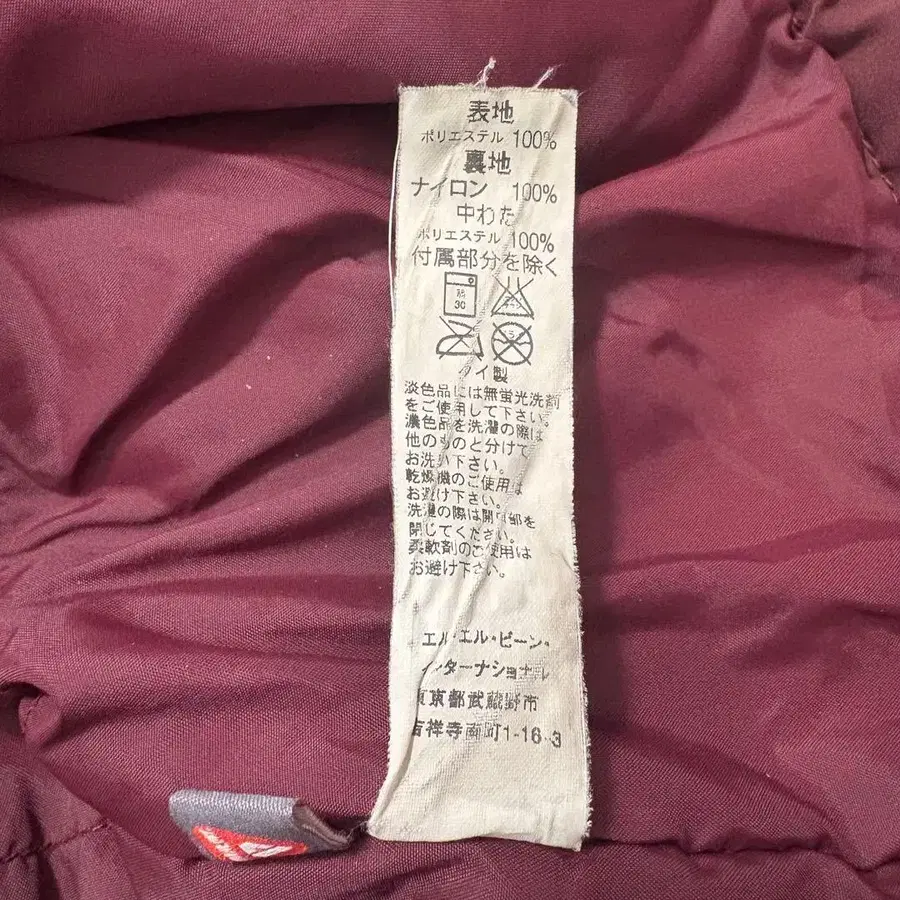 表地
ポリエステル 100%
裏地
ナイロン 100%
中わた
ポリエステル 100%
付属部分を除く
30
タイ製
淡色品には無蛍光洗剤
をご使用して下さい。
濃色品を洗濯の際は
他のものと分けて
お洗い下さい。
乾燥機のご使用は
お避け下さい。
洗濯の際は開口部を
閉じてください。
柔軟剤のご使用は
お避け下さい。
エル・エル・ビーン・
インターナショナル
東京都武蔵野市
吉祥寺南町1-16-3